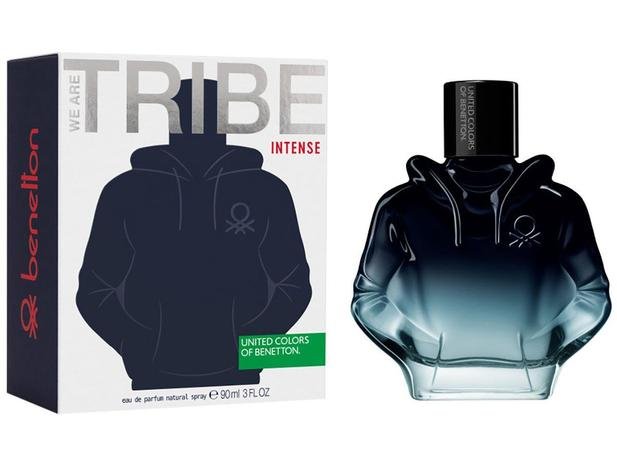 WE ARE
TRIBE
INTENSE
benetton
UNITED COLORS
OF BENETTON.
eau de parfum natural spray ℮ 90ml 3 FL OZ
UNITED COLORS
OF BENETTON.